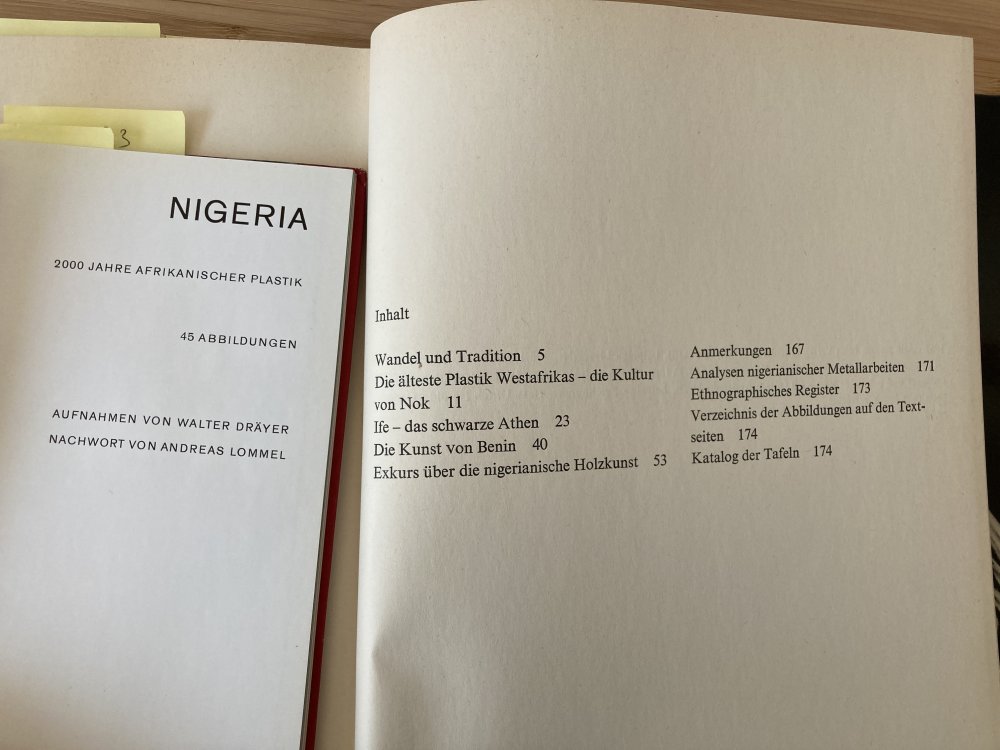 3
NIGERIA
2000 JAHRE AFRIKANISCHER PLASTIK
45 ABBILDUNGEN
AUFNAHMEN VON WALTER DRÄYER
NACHWORT VON ANDREAS LOMMEL
Inhalt
Wandel und Tradition 5
Die älteste Plastik Westafrikas – die Kultur
von Nok 11
Ife – das schwarze Athen 23
Die Kunst von Benin 40
Exkurs über die nigerianische Holzkunst 53
Anmerkungen 167
Analysen nigerianischer Metallarbeiten 171
Ethnographisches Register 173
Verzeichnis der Abbildungen auf den Text-
seiten 174
Katalog der Tafeln 174